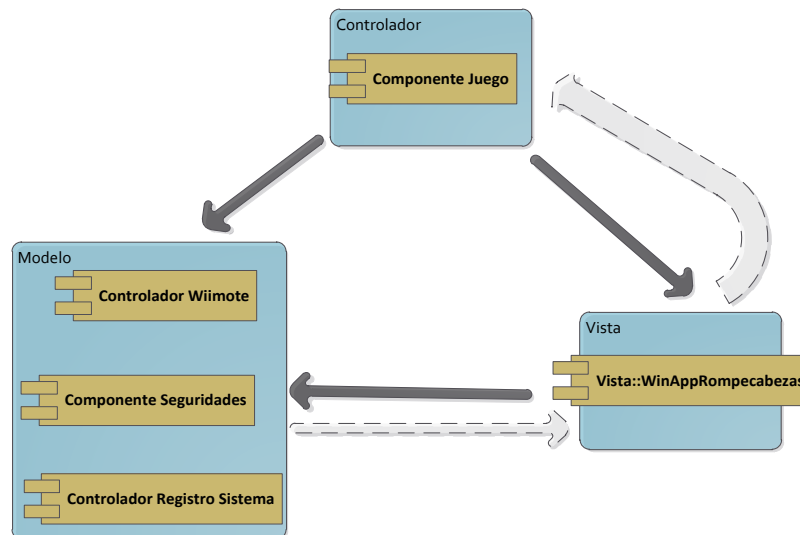 Controlador
Componente Juego
Modelo
Controlador Wiimote
Componente Seguridades
Controlador Registro Sistema
Vista
Vista::WinAppRompecabezas